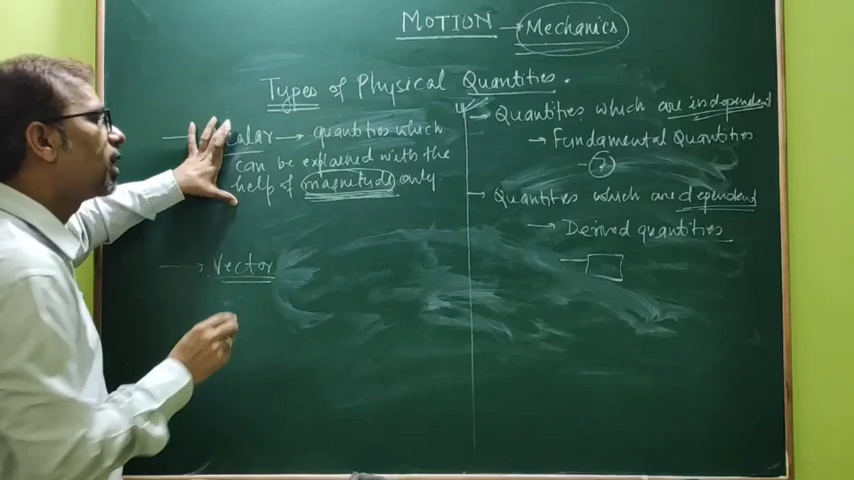 MOTION → Mechanics
Types of Physical Quantities.
calar → quantities which
can be explained with the
help of magnitude only.
→ Vector
→ Quantities which are independent
→ Fundamental Quantities
7
→ Quantities which are dependent
→ Derived quantities